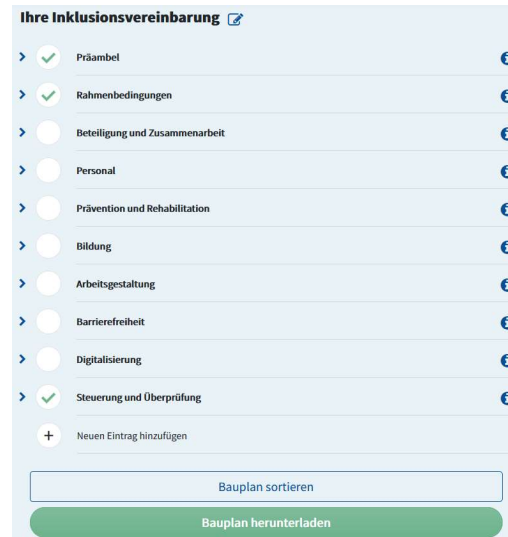 Ihre Inklusionsvereinbarung
Präambel
Rahmenbedingungen
Beteiligung und Zusammenarbeit
Personal
Prävention und Rehabilitation
Bildung
Arbeitsgestaltung
Barrierefreiheit
Digitalisierung
Steuerung und Überprüfung
+ Neuen Eintrag hinzufügen
Bauplan sortieren
Bauplan herunterladen